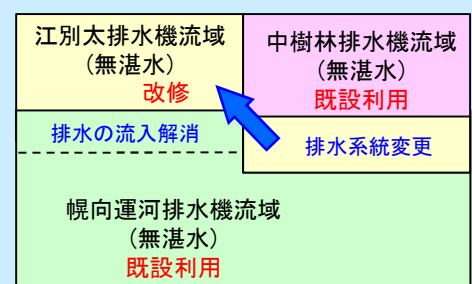 江別太排水機流域
(無湛水)
改修
中樹林排水機流域
(無湛水)
既設利用
排水の流入解消
排水系統変更
幌向運河排水機流域
(無湛水)
既設利用